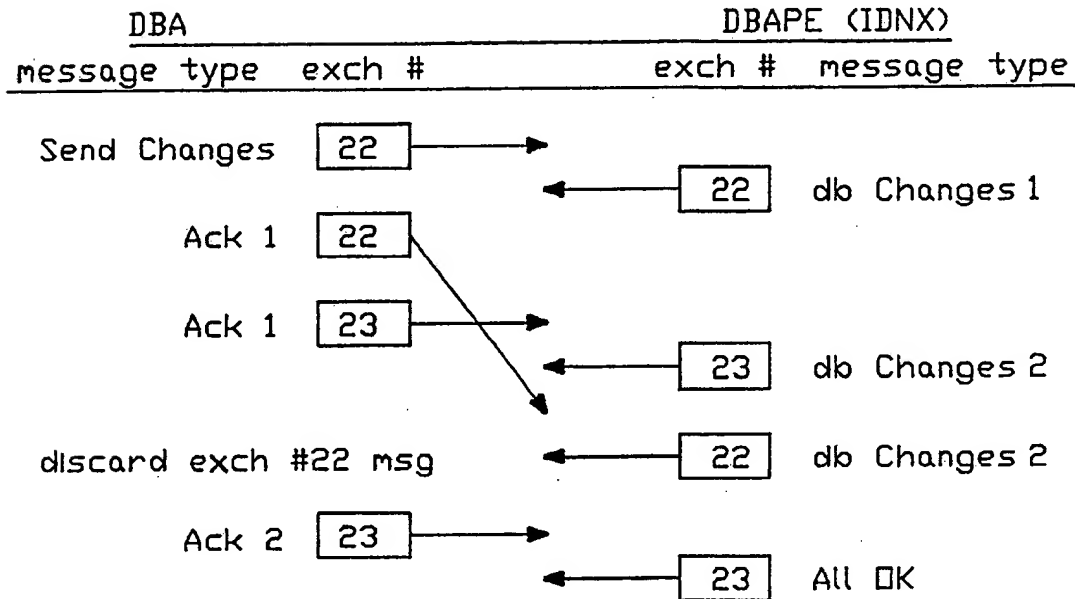 DBA DBAPE (IDNX)
message type exch # exch # message type
Send Changes 22
22 db Changes 1
Ack 1 22
Ack 1 23
23 db Changes 2
discard exch #22 msg 22 db Changes 2
Ack 2 23
23 All OK